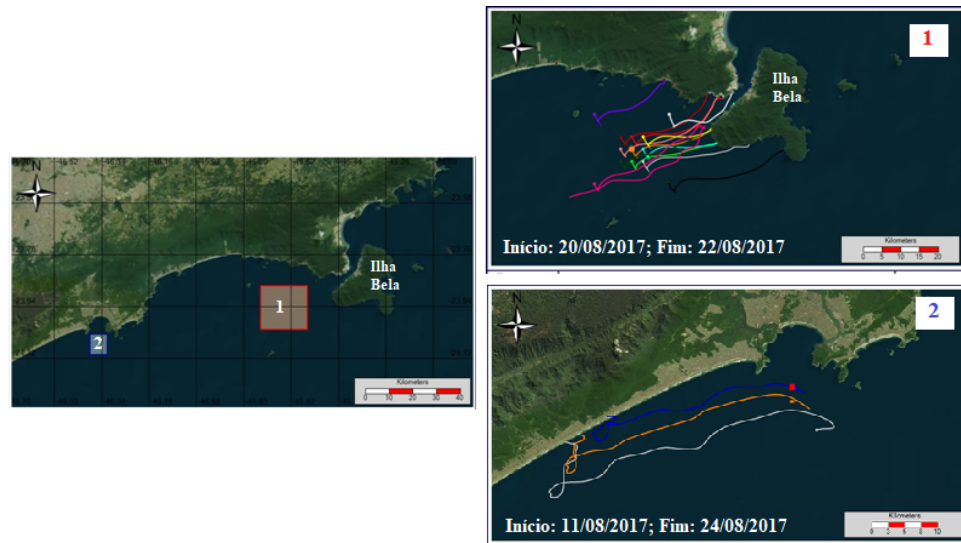 N
Ilha
Bela
1
2
Kilometers
0 10 20 30 40
N
1
Ilha
Bela
Início: 20/08/2017; Fim: 22/08/2017
Kilometers
0 5 10 15 20
N
2
Início: 11/08/2017; Fim: 24/08/2017
Kilometers